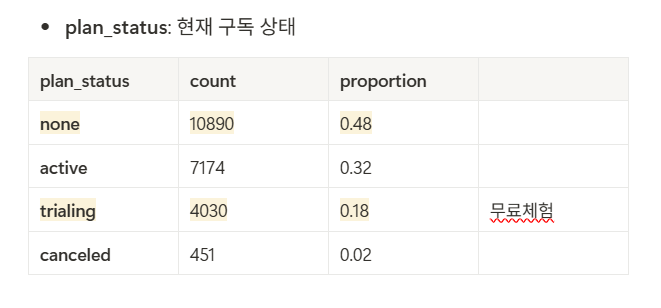 • plan_status: 현재 구독 상태
plan_status count proportion
none 10890 0.48
active 7174 0.32
trialing 4030 0.18 무료체험
canceled 451 0.02